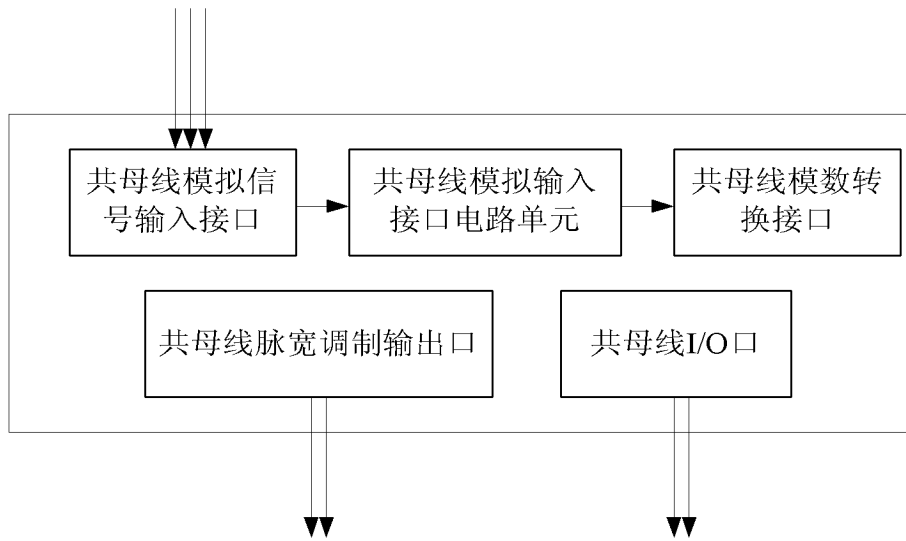 共母线模拟信
号输入接口
共母线模拟输入
接口电路单元
共母线模数转
换接口
共母线脉宽调制输出口
共母线I/O口